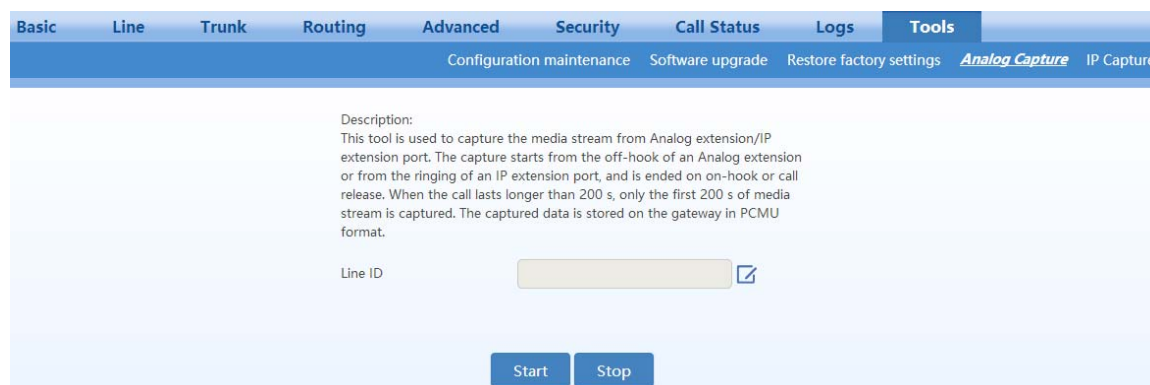 Basic Line Trunk Routing Advanced Security Call Status Logs Tools
Configuration maintenance Software upgrade Restore factory settings Analog Capture IP Capture
Description:
This tool is used to capture the media stream from Analog extension/IP
extension port. The capture starts from the off-hook of an Analog extension
or from the ringing of an IP extension port, and is ended on on-hook or call
release. When the call lasts longer than 200 s, only the first 200 s of media
stream is captured. The captured data is stored on the gateway in PCMU
format.
Line ID
Start Stop